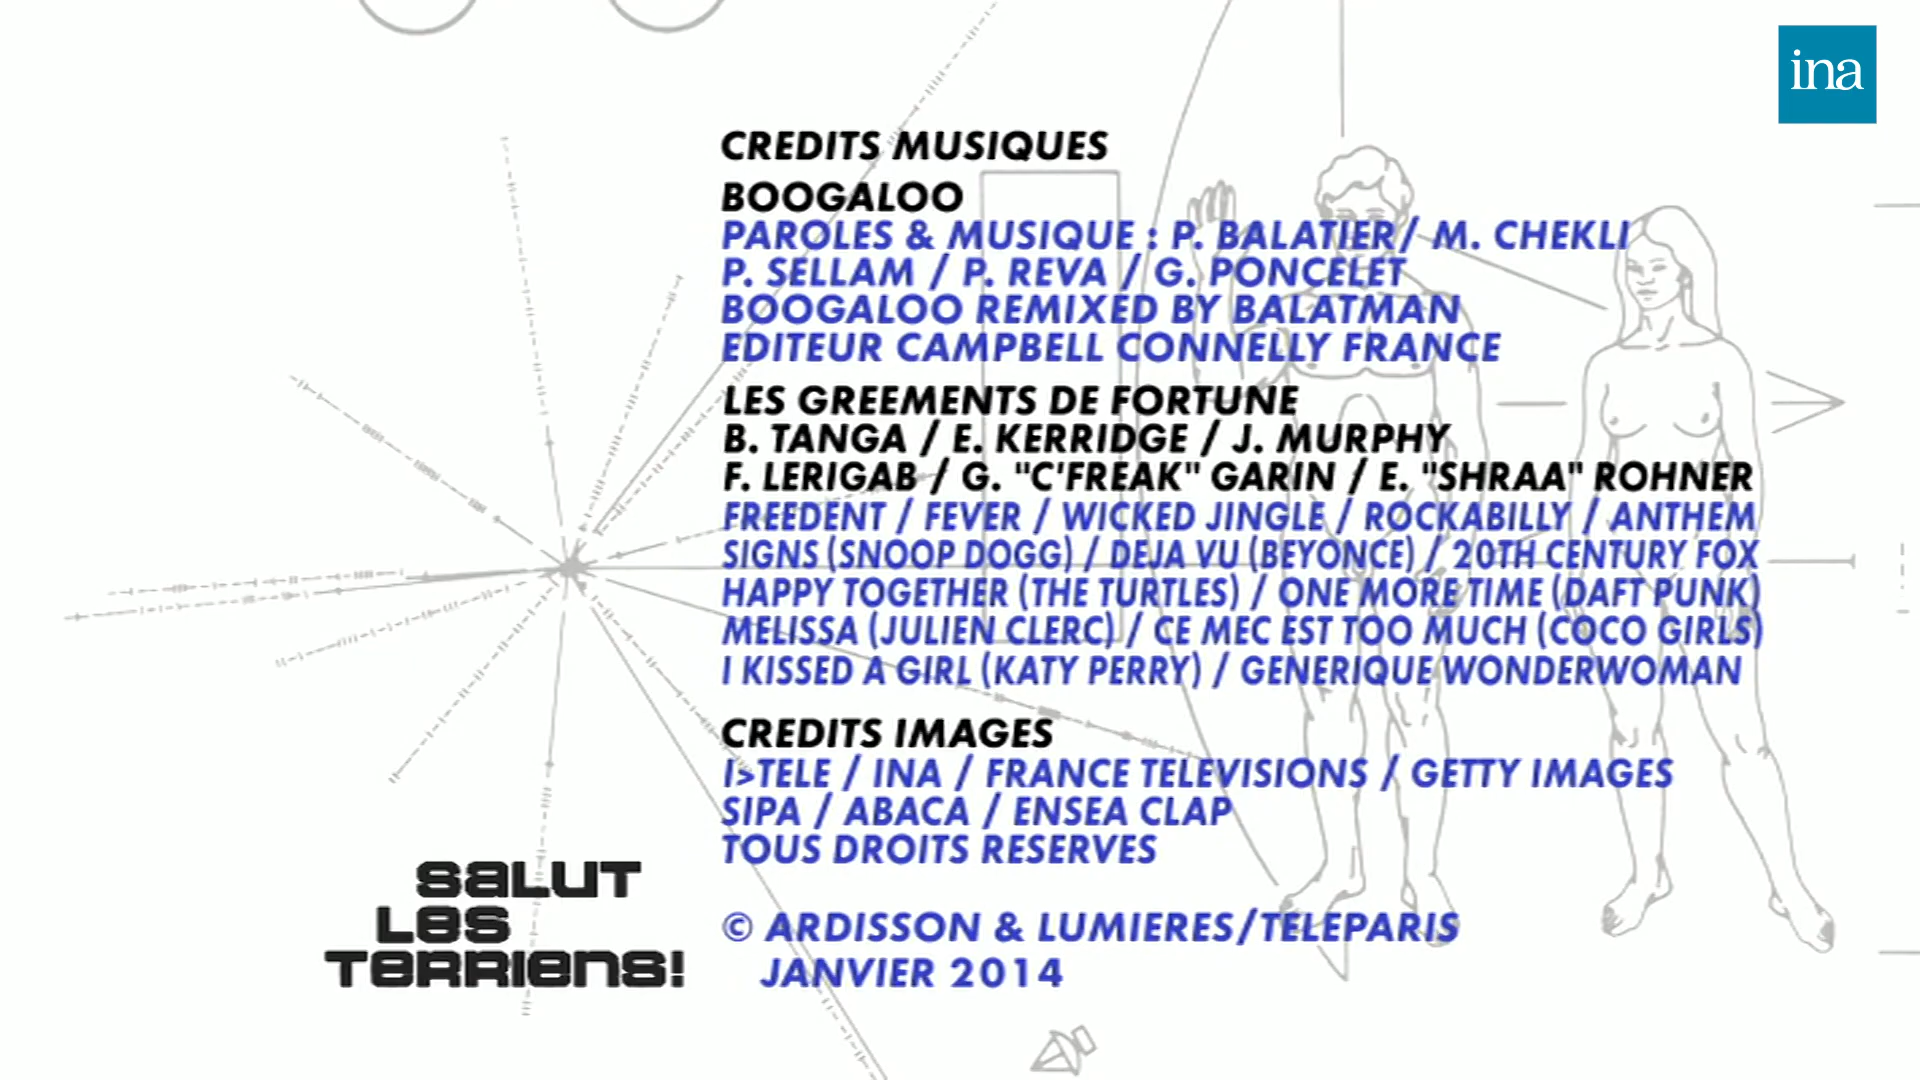 ina
CREDITS MUSIQUES
BOOGALOO
PAROLES & MUSIQUE : P. BALATIER / M. CHEKLI
P. SELLAM / P. REVA / G. PONCELET
BOOGALOO REMIXED BY BALATMAN
EDITEUR CAMPBELL CONNELLY FRANCE
LES GREEMENTS DE FORTUNE
B. TANGA / E. KERRIDGE / J. MURPHY
F. LERIGAB / G. "C'FREAK" GARIN / E. "SHRAA" ROHNER
FREEDENT / FEVER / WICKED JINGLE / ROCKABILLY / ANTHEM
SIGNS (SNOOP DOGG) / DEJA VU (BEYONCE) / 20TH CENTURY FOX
HAPPY TOGETHER (THE TURTLES) / ONE MORE TIME (DAFT PUNK)
MELISSA (JULIEN CLERC) / CE MEC EST TOO MUCH (COCO GIRLS)
I KISSED A GIRL (KATY PERRY) / GENERIQUE WONDERWOMAN
CREDITS IMAGES
I>TELE / INA / FRANCE TELEVISIONS / GETTY IMAGES
SIPA / ABACA / ENSEA CLAP
TOUS DROITS RESERVES
© ARDISSON & LUMIERES/TELEPARIS
JANVIER 2014
SALUT
LES
TERRIENS!